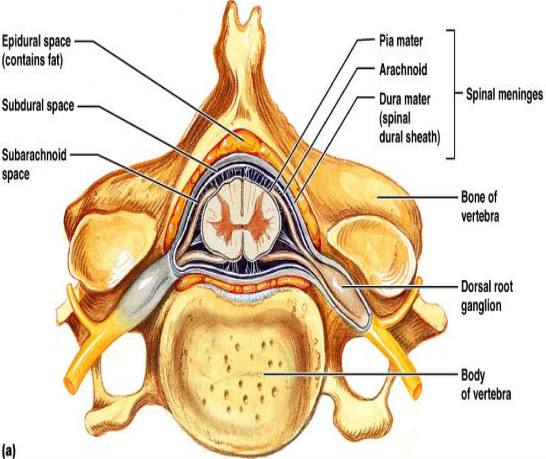 Epidural space
(contains fat)
Subdural space
Subarachnoid
space
Pia mater
Arachnoid
Dura mater
(spinal
dural sheath)
Spinal meninges
Bone of
vertebra
Dorsal root
ganglion
Body
of vertebra
(a)